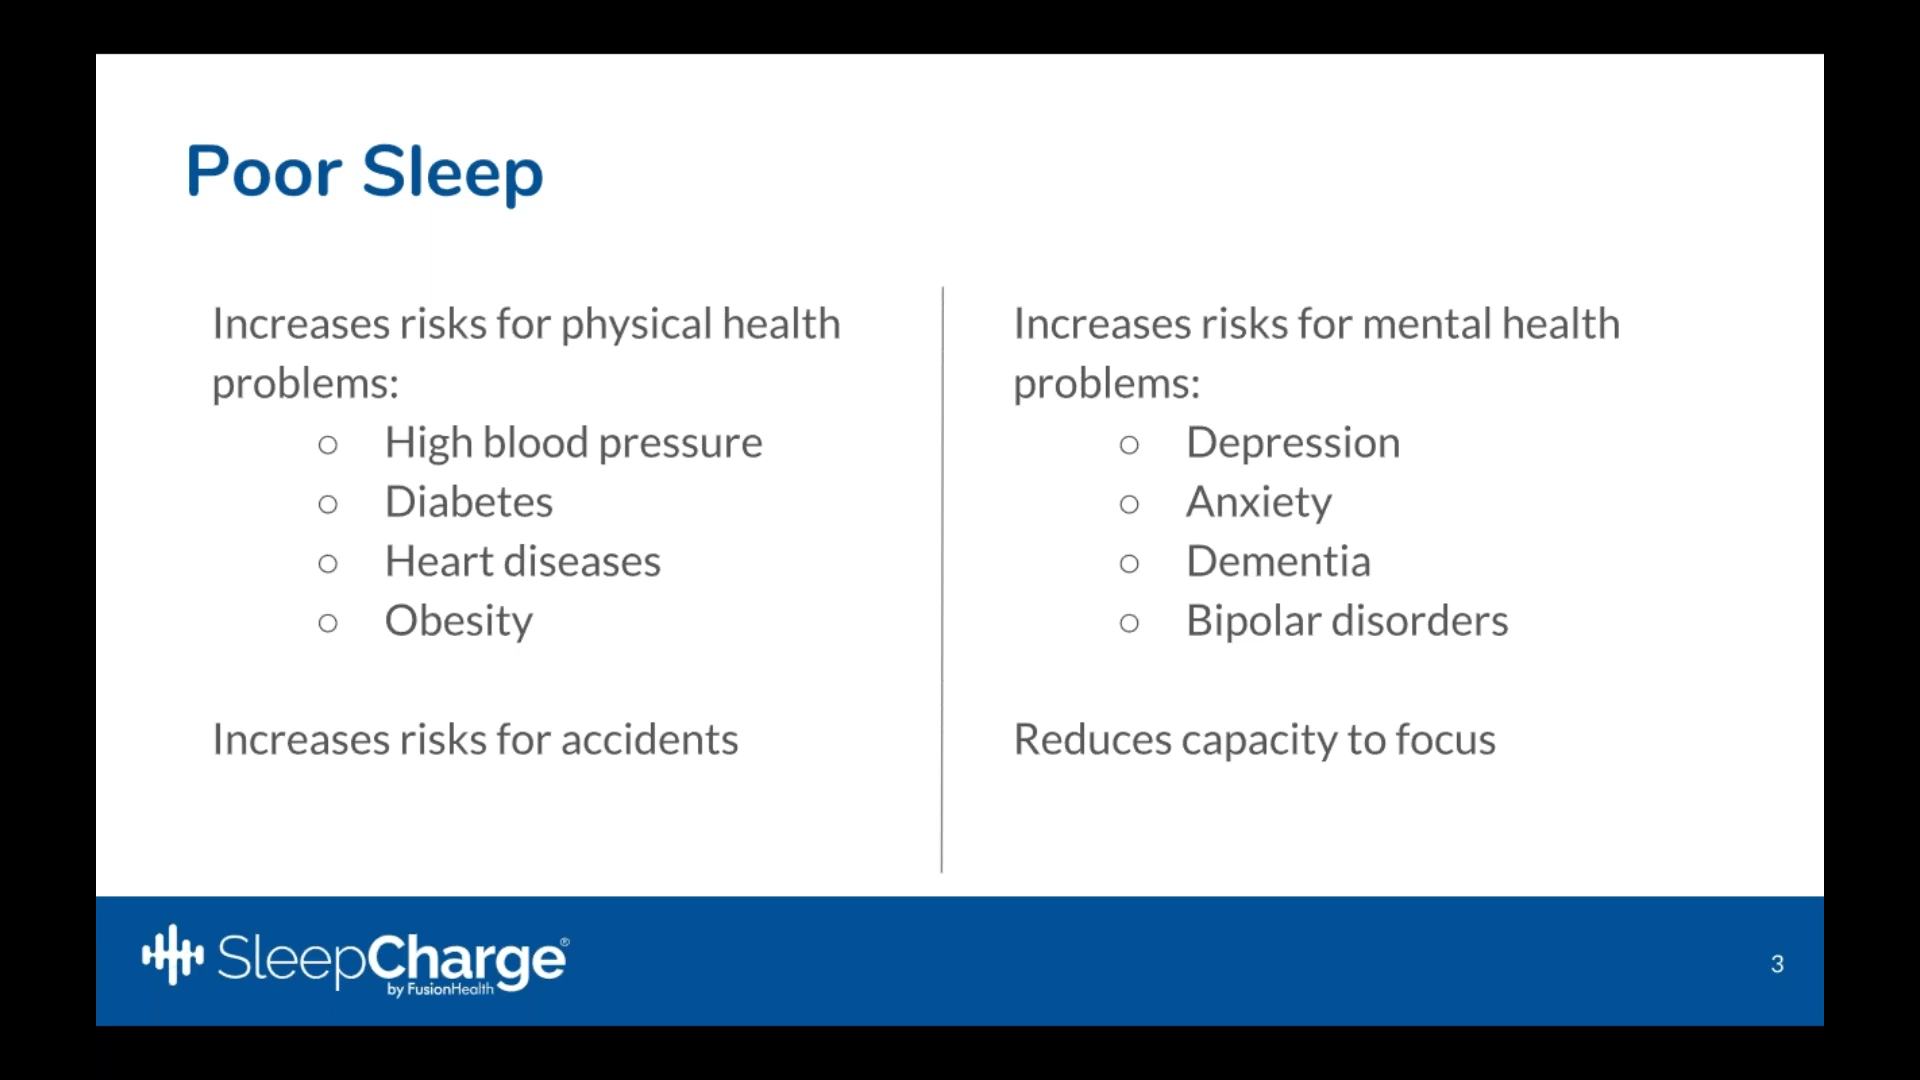 Poor Sleep
Increases risks for physical health
problems:
○ High blood pressure
○ Diabetes
○ Heart diseases
○ Obesity
Increases risks for accidents
Increases risks for mental health
problems:
○ Depression
○ Anxiety
○ Dementia
○ Bipolar disorders
Reduces capacity to focus
SleepCharge®
by FusionHealth
3